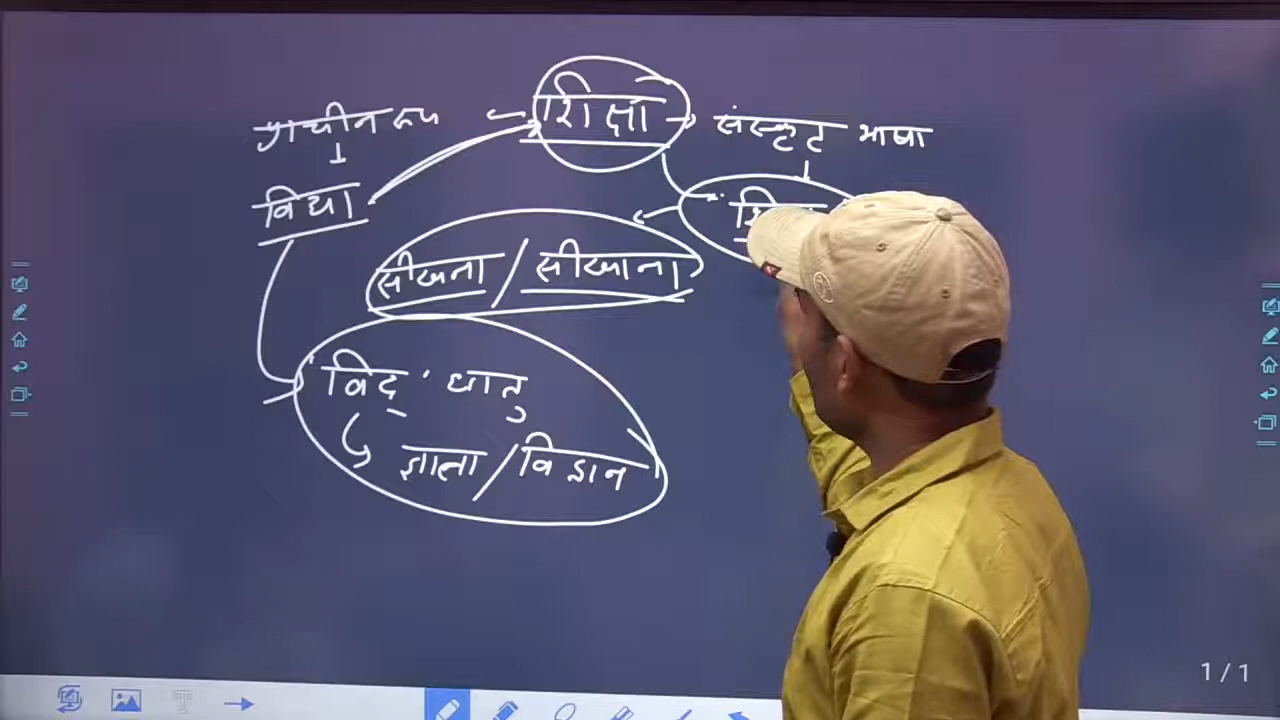 शिक्षा
प्राचीन रूप
संस्कृट भाषा
विद्या
सीखना / सीखाना
विद् धातु
ज्ञाता / विज्ञान
1 / 1